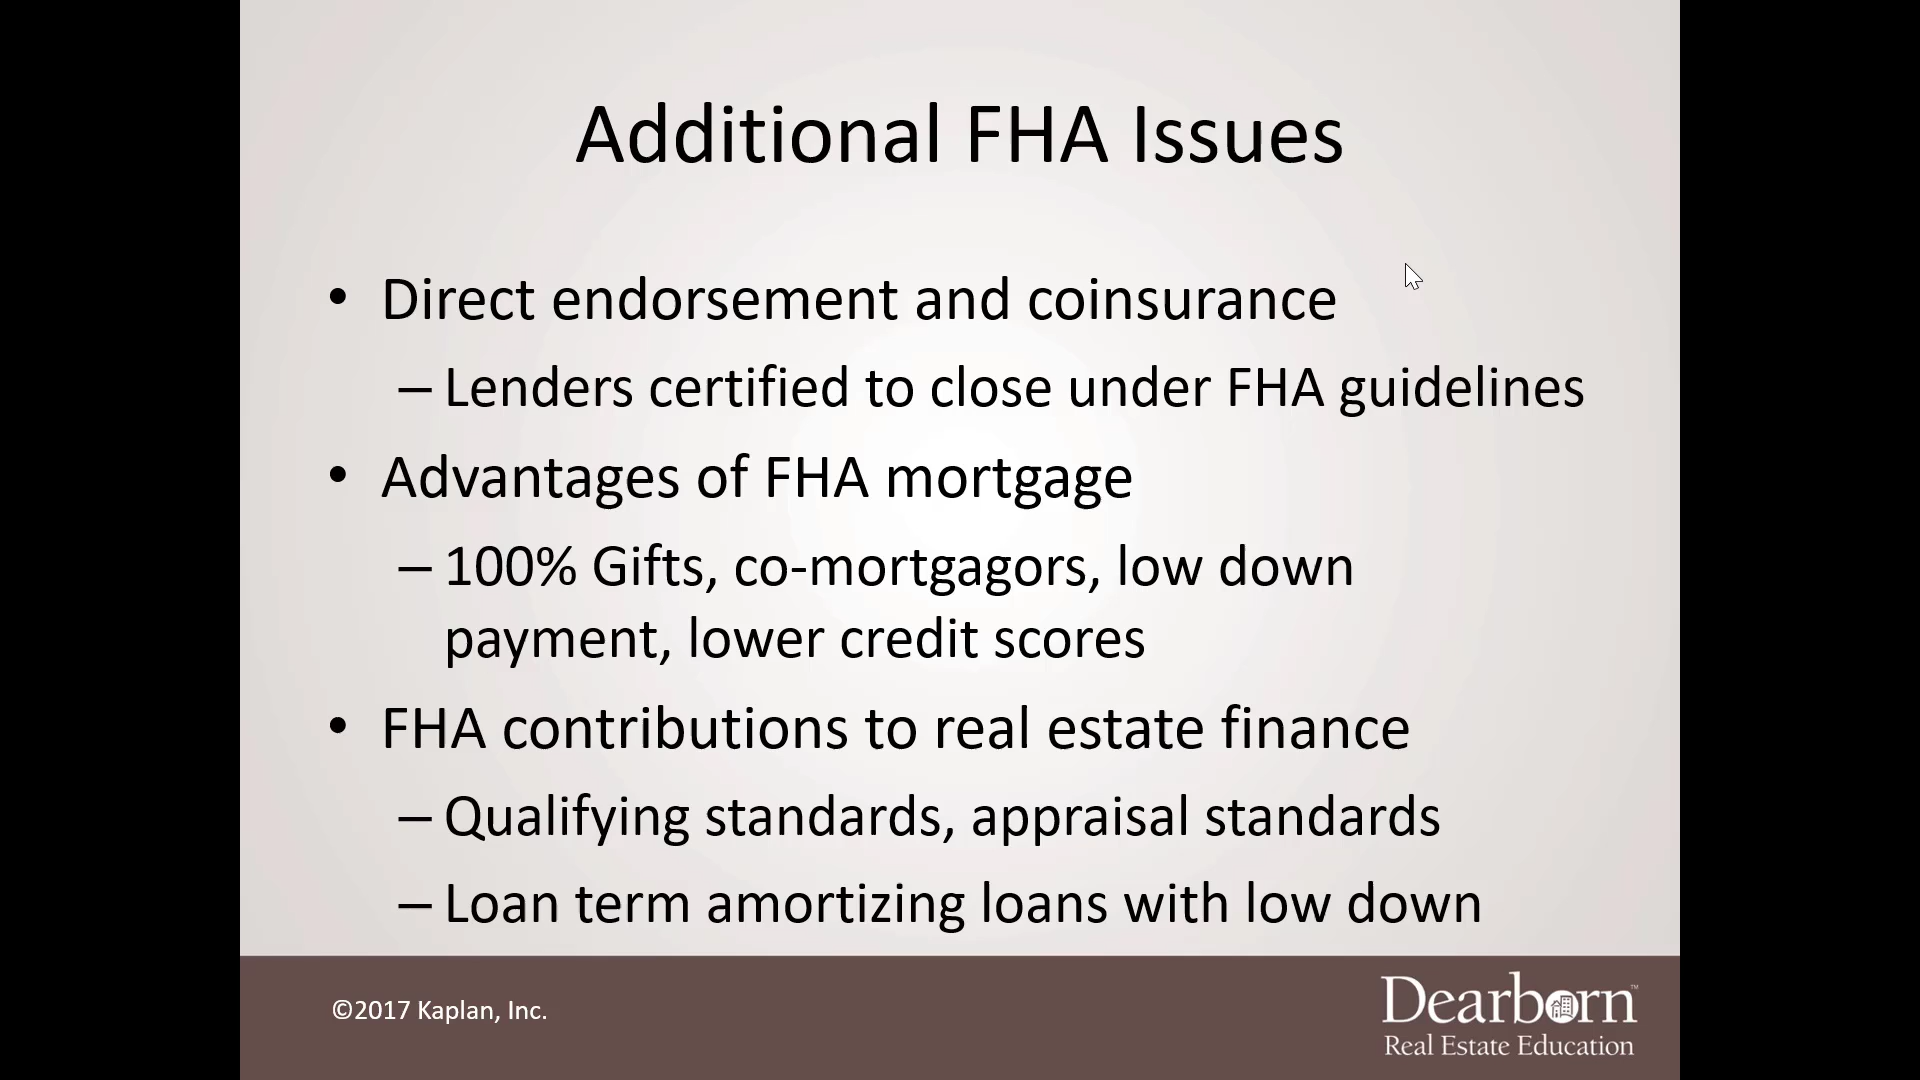 Additional FHA Issues
• Direct endorsement and coinsurance
– Lenders certified to close under FHA guidelines
• Advantages of FHA mortgage
– 100% Gifts, co-mortgagors, low down
payment, lower credit scores
• FHA contributions to real estate finance
– Qualifying standards, appraisal standards
– Loan term amortizing loans with low down
©2017 Kaplan, Inc.
Dearborn™
Real Estate Education